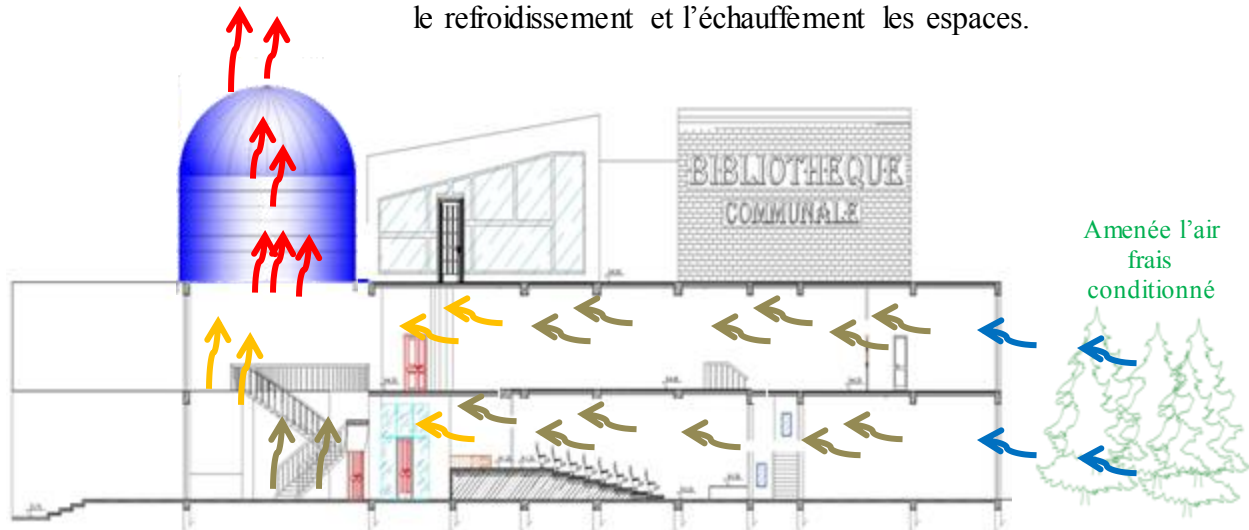 le refroidissement et l’échauffement les espaces.
BIBLIOTHEQUE
COMMUNALE
Amenée l’air
frais
conditionné